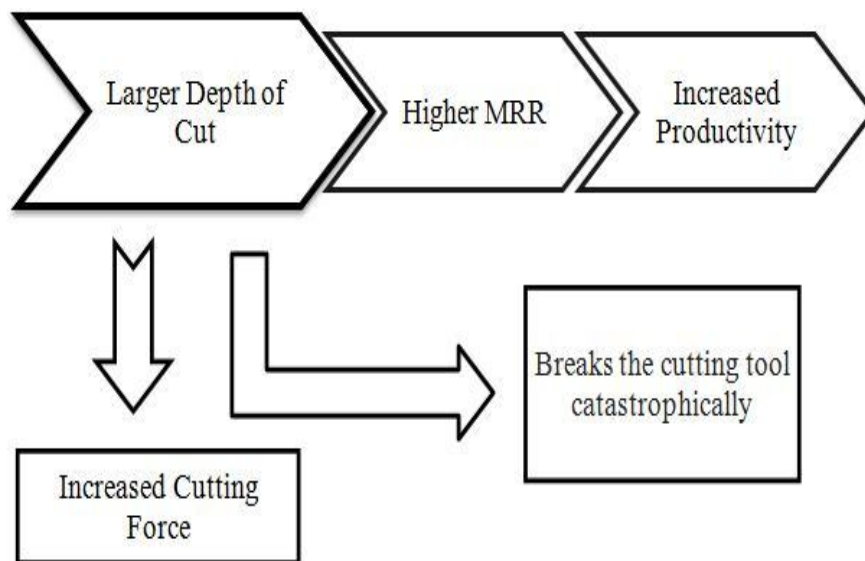 Larger Depth of
Cut
Higher MRR
Increased
Productivity
Breaks the cutting tool
catastrophically
Increased Cutting
Force